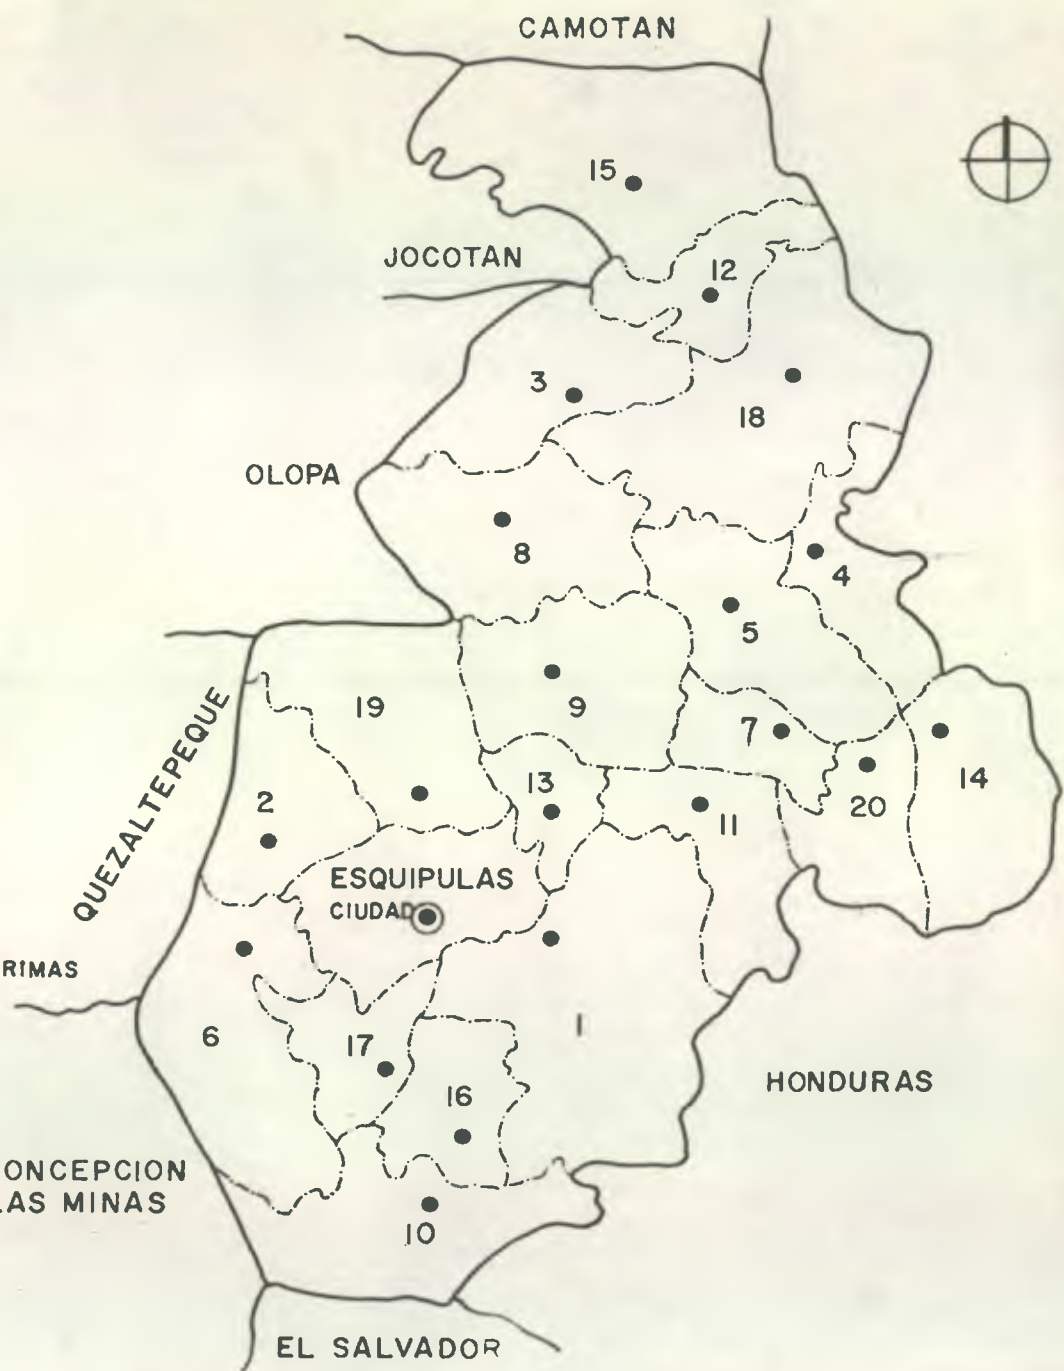 CAMOTAN
15
JOCOTAN
12
3
18
OLOPA
8
4
5
19
9
7
14
QUEZALTEPEQUE
2
13
11
20
ESQUIPULAS
CIUDAD
RIMAS
6
17
1
16
HONDURAS
ONCEPCION
LAS MINAS
10
EL SALVADOR